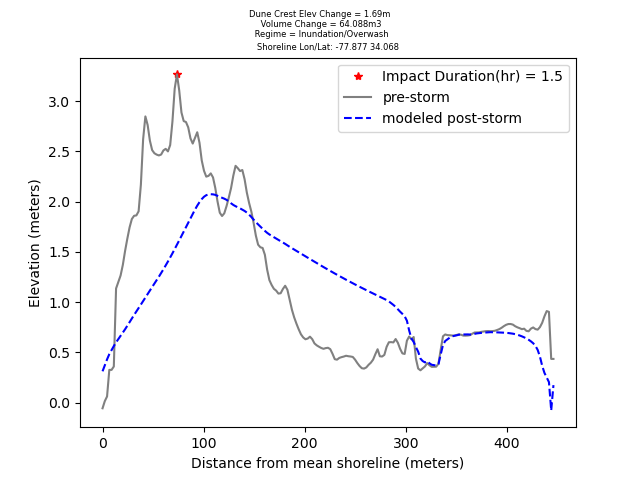 Dune Crest Elev Change = 1.69m
Volume Change = 64.088m3
Regime = Inundation/Overwash
Shoreline Lon/Lat: -77.877 34.068
Impact Duration(hr) = 1.5
pre-storm
modeled post-storm
Elevation (meters)
3.0
2.5
2.0
1.5
1.0
0.5
0.0
0 100 200 300 400
Distance from mean shoreline (meters)